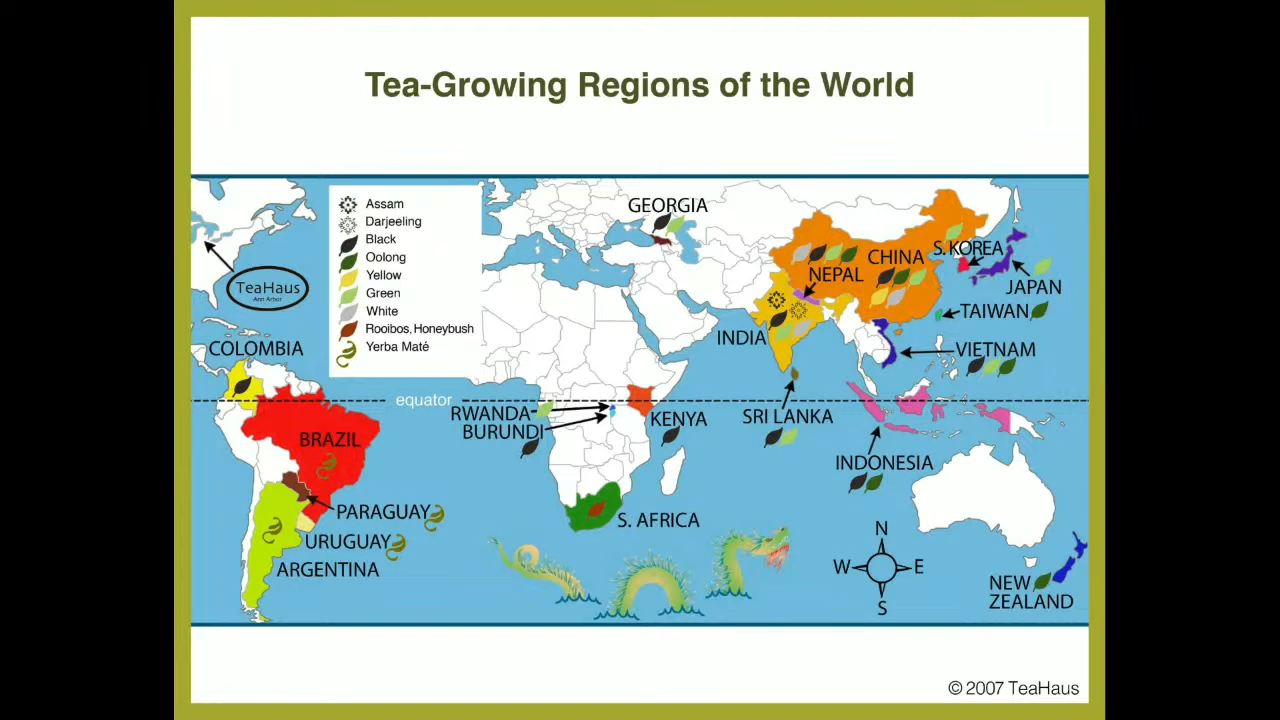 Tea-Growing Regions of the World
Assam
Darjeeling
Black
Oolong
Yellow
Green
White
Rooibos, Honeybush
Yerba Maté
TeaHaus
Ann Arbor
GEORGIA
CHINA
S. KOREA
NEPAL
JAPAN
TAIWAN
INDIA
VIETNAM
COLOMBIA
equator
RWANDA
BURUNDI
KENYA
SRI LANKA
BRAZIL
INDONESIA
PARAGUAY
S. AFRICA
URUGUAY
ARGENTINA
N
W
E
S
NEW
ZEALAND
© 2007 TeaHaus